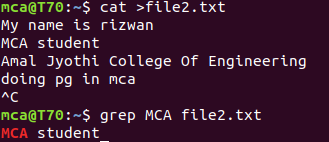 mca@T70:~$ cat >file2.txt
My name is rizwan
MCA student
Amal Jyothi College Of Engineering
doing pg in mca
^C
mca@T70:~$ grep MCA file2.txt
MCA student